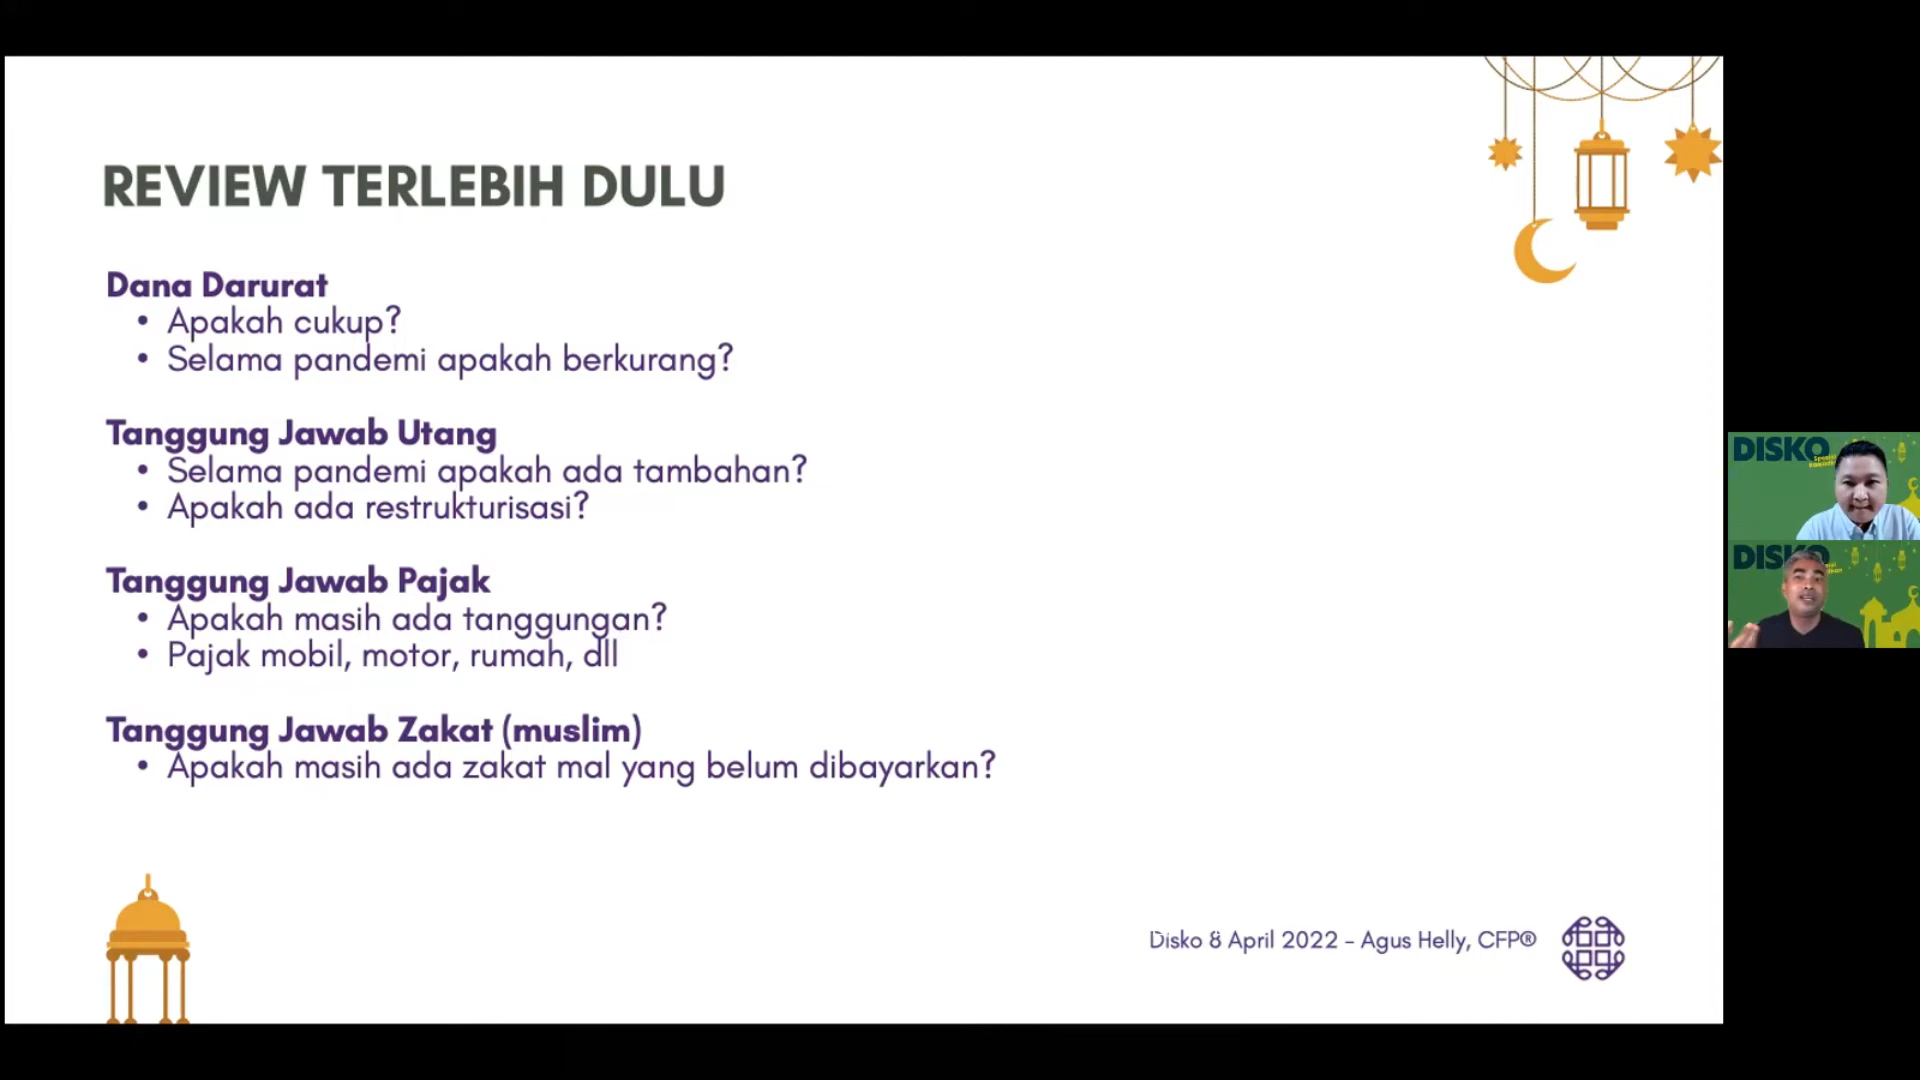 REVIEW TERLEBIH DULU
Dana Darurat
• Apakah cukup?
• Selama pandemi apakah berkurang?
Tanggung Jawab Utang
• Selama pandemi apakah ada tambahan?
• Apakah ada restrukturisasi?
Tanggung Jawab Pajak
• Apakah masih ada tanggungan?
• Pajak mobil, motor, rumah, dll
Tanggung Jawab Zakat (muslim)
• Apakah masih ada zakat mal yang belum dibayarkan?
Disko 8 April 2022 - Agus Helly, CFP®
DISKO